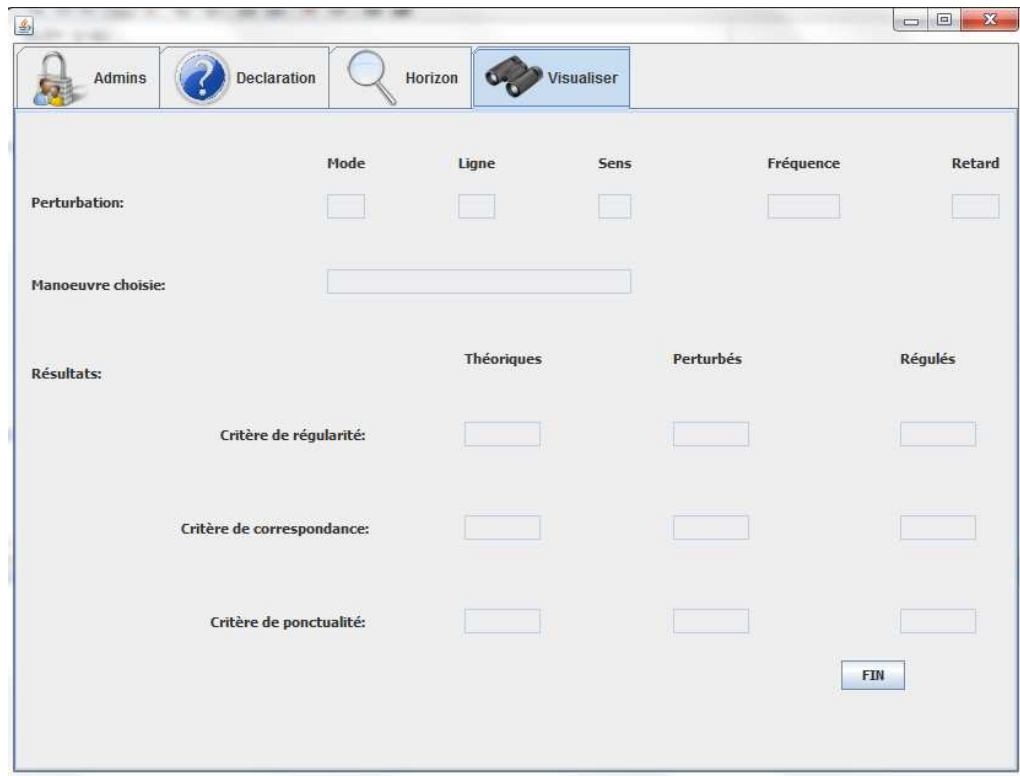 Admins Declaration Horizon Visualiser
Mode Ligne Sens Fréquence Retard
Perturbation:
Manoeuvre choisie:
Théoriques Perturbés Régulés
Résultats:
Critère de régularité:
Critère de correspondance:
Critère de ponctualité:
FIN